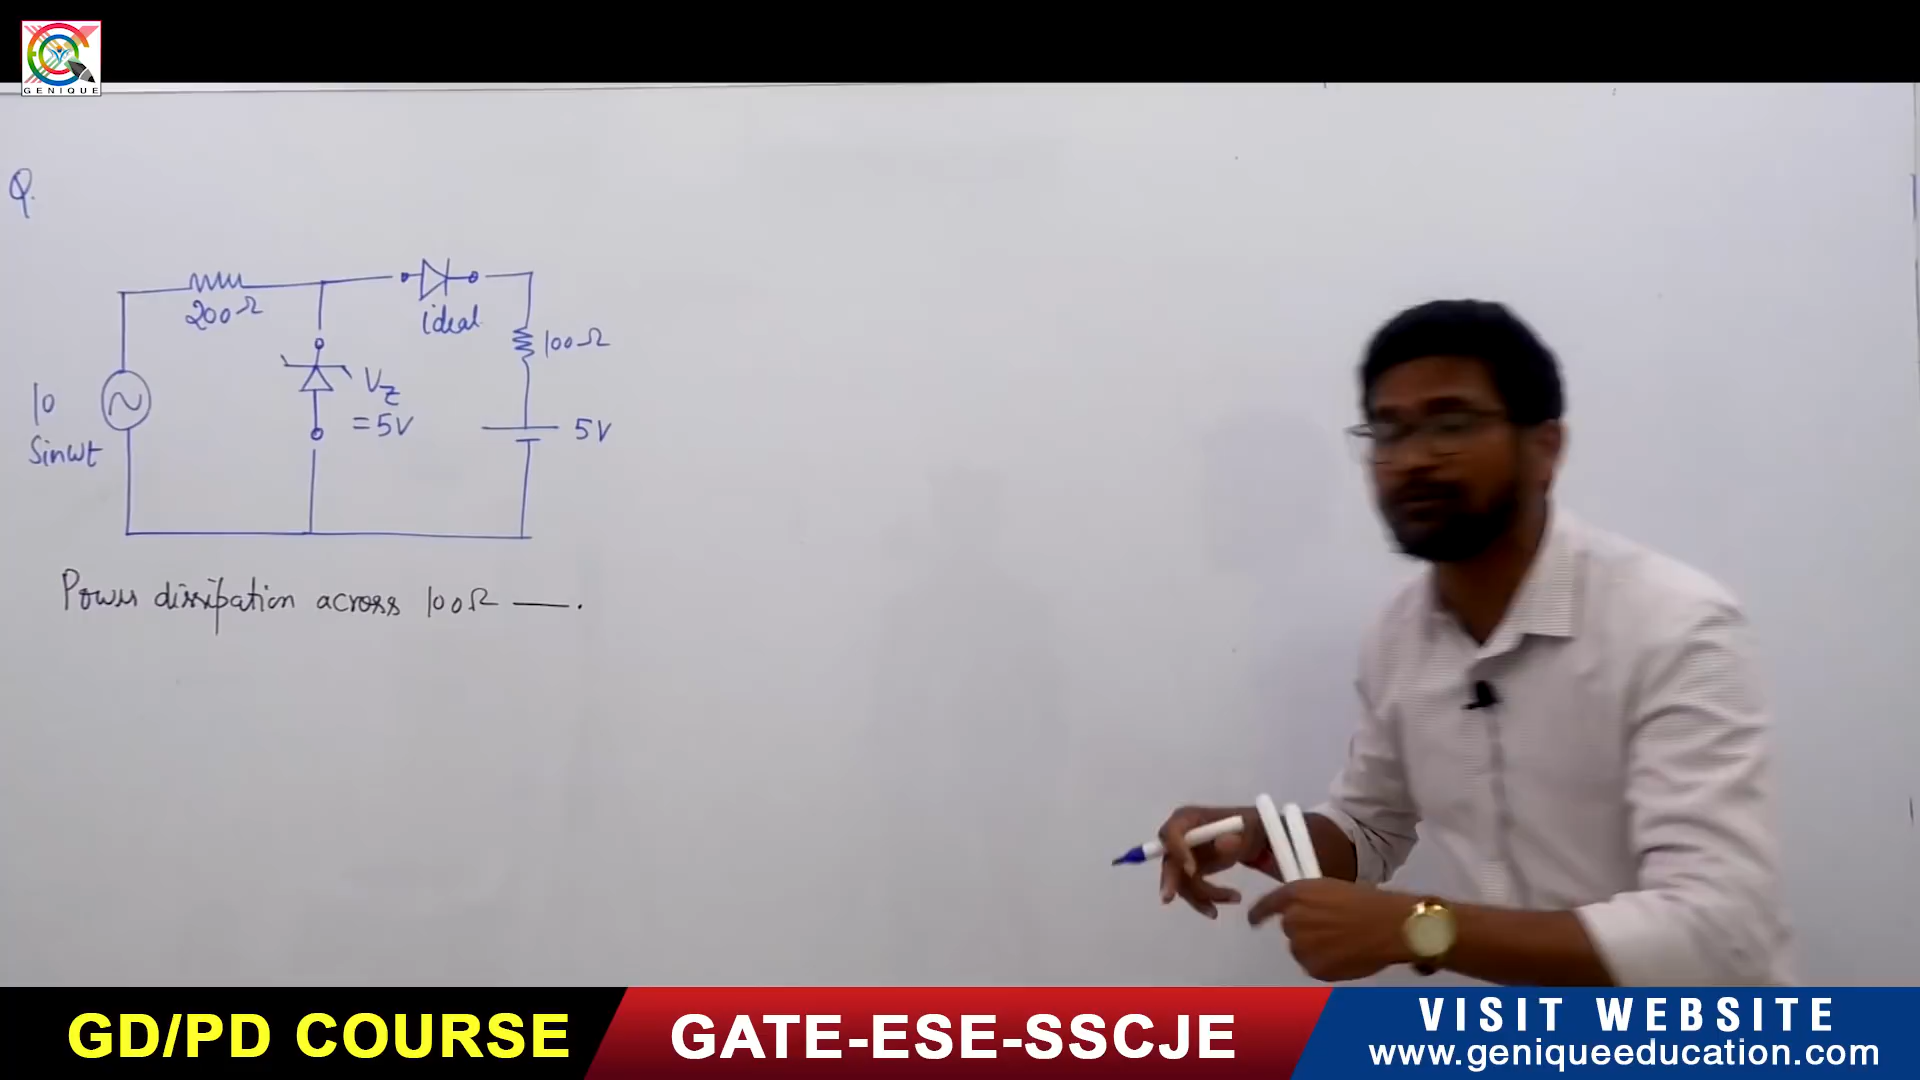 GENIQUE
Q.
200Ω
ideal
100Ω
10
Sinωt
Vz
=5V
5V
Power dissipation across 100Ω —.
GD/PD COURSE
GATE-ESE-SSCJE
VISIT WEBSITE
www.geniqueeducation.com